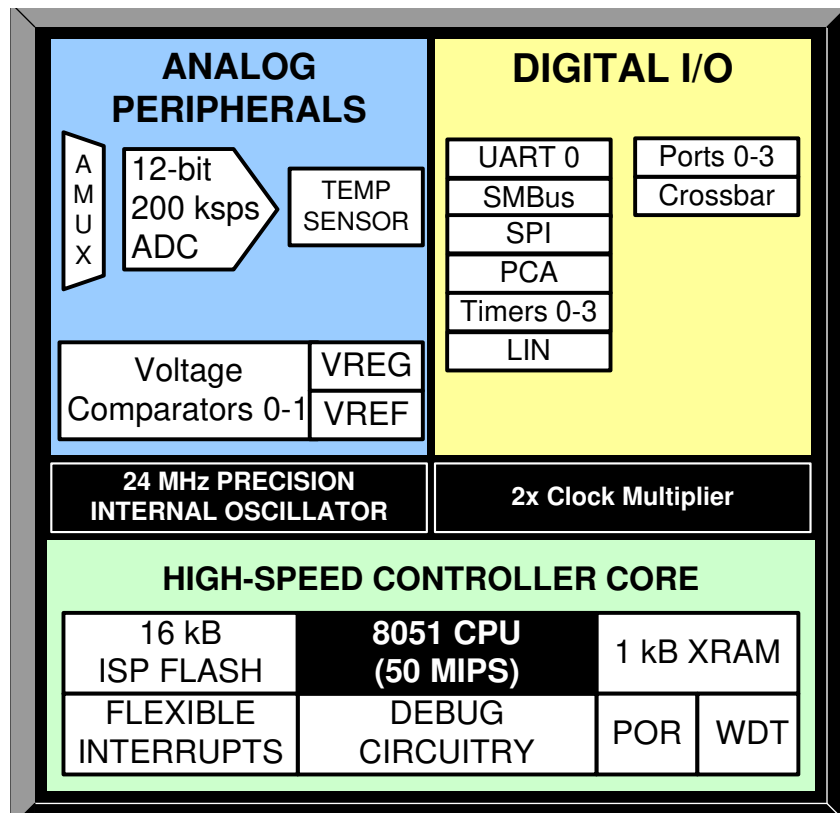 ANALOG
PERIPHERALS
A
M
U
X
12-bit
200 ksps
ADC
TEMP
SENSOR
Voltage
Comparators 0-1
VREG
VREF
DIGITAL I/O
UART 0
SMBus
SPI
PCA
Timers 0-3
LIN
Ports 0-3
Crossbar
24 MHz PRECISION
INTERNAL OSCILLATOR
2x Clock Multiplier
HIGH-SPEED CONTROLLER CORE
16 kB
ISP FLASH
8051 CPU
(50 MIPS)
1 kB XRAM
FLEXIBLE
INTERRUPTS
DEBUG
CIRCUITRY
POR
WDT